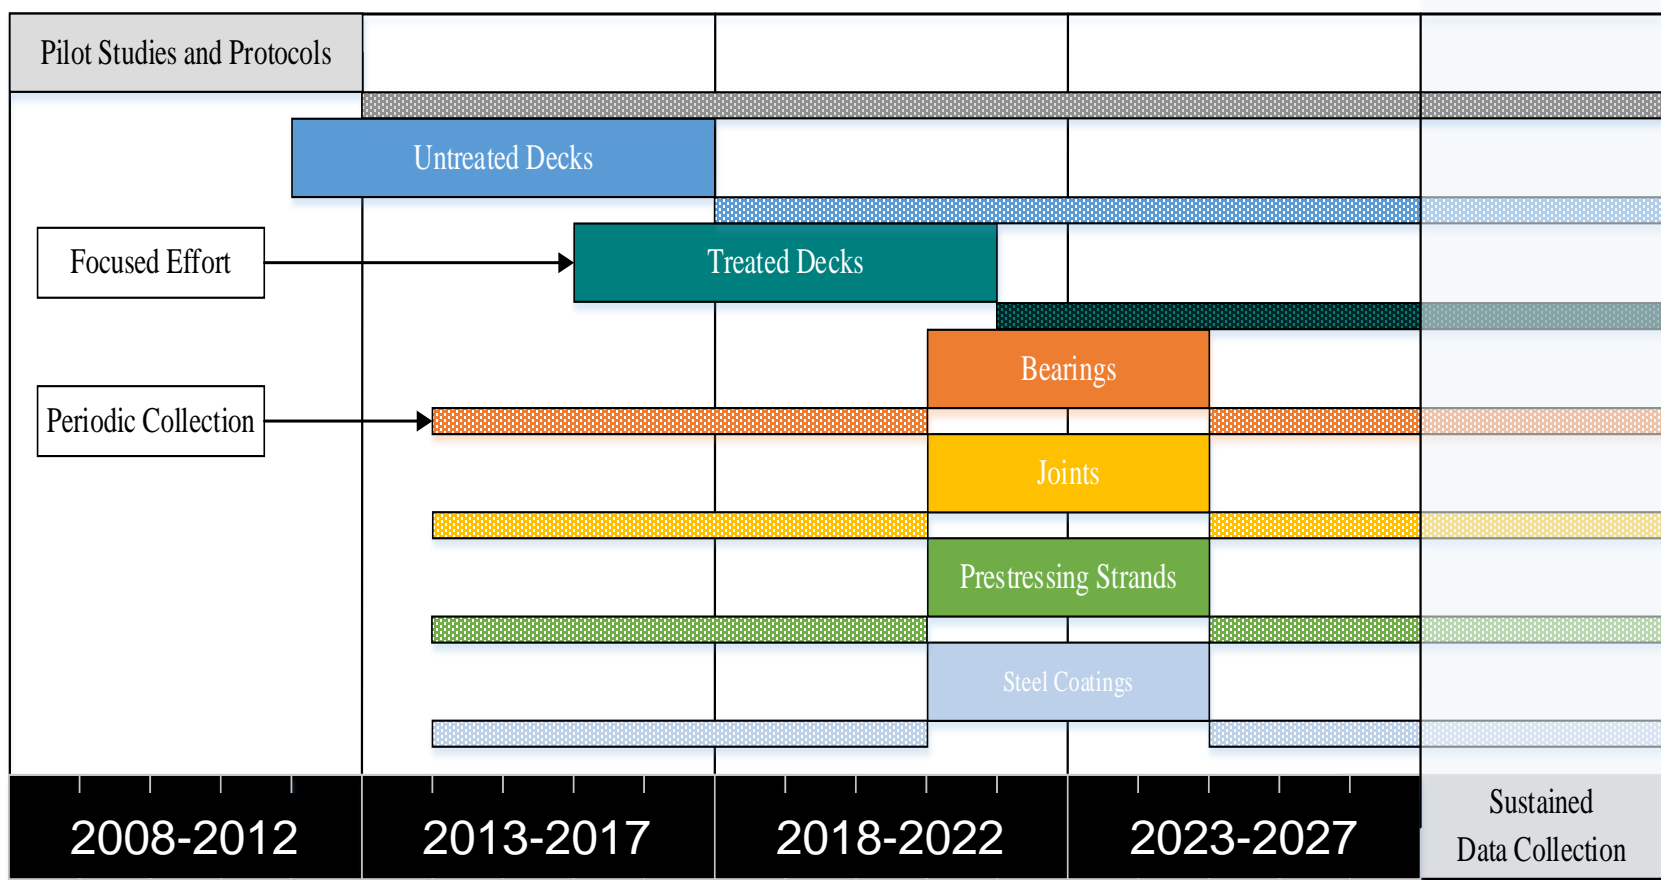 Pilot Studies and Protocols
Untreated Decks
Focused Effort
Treated Decks
Bearings
Periodic Collection
Joints
Prestressing Strands
Steel Coatings
2008-2012
2013-2017
2018-2022
2023-2027
Sustained
Data Collection